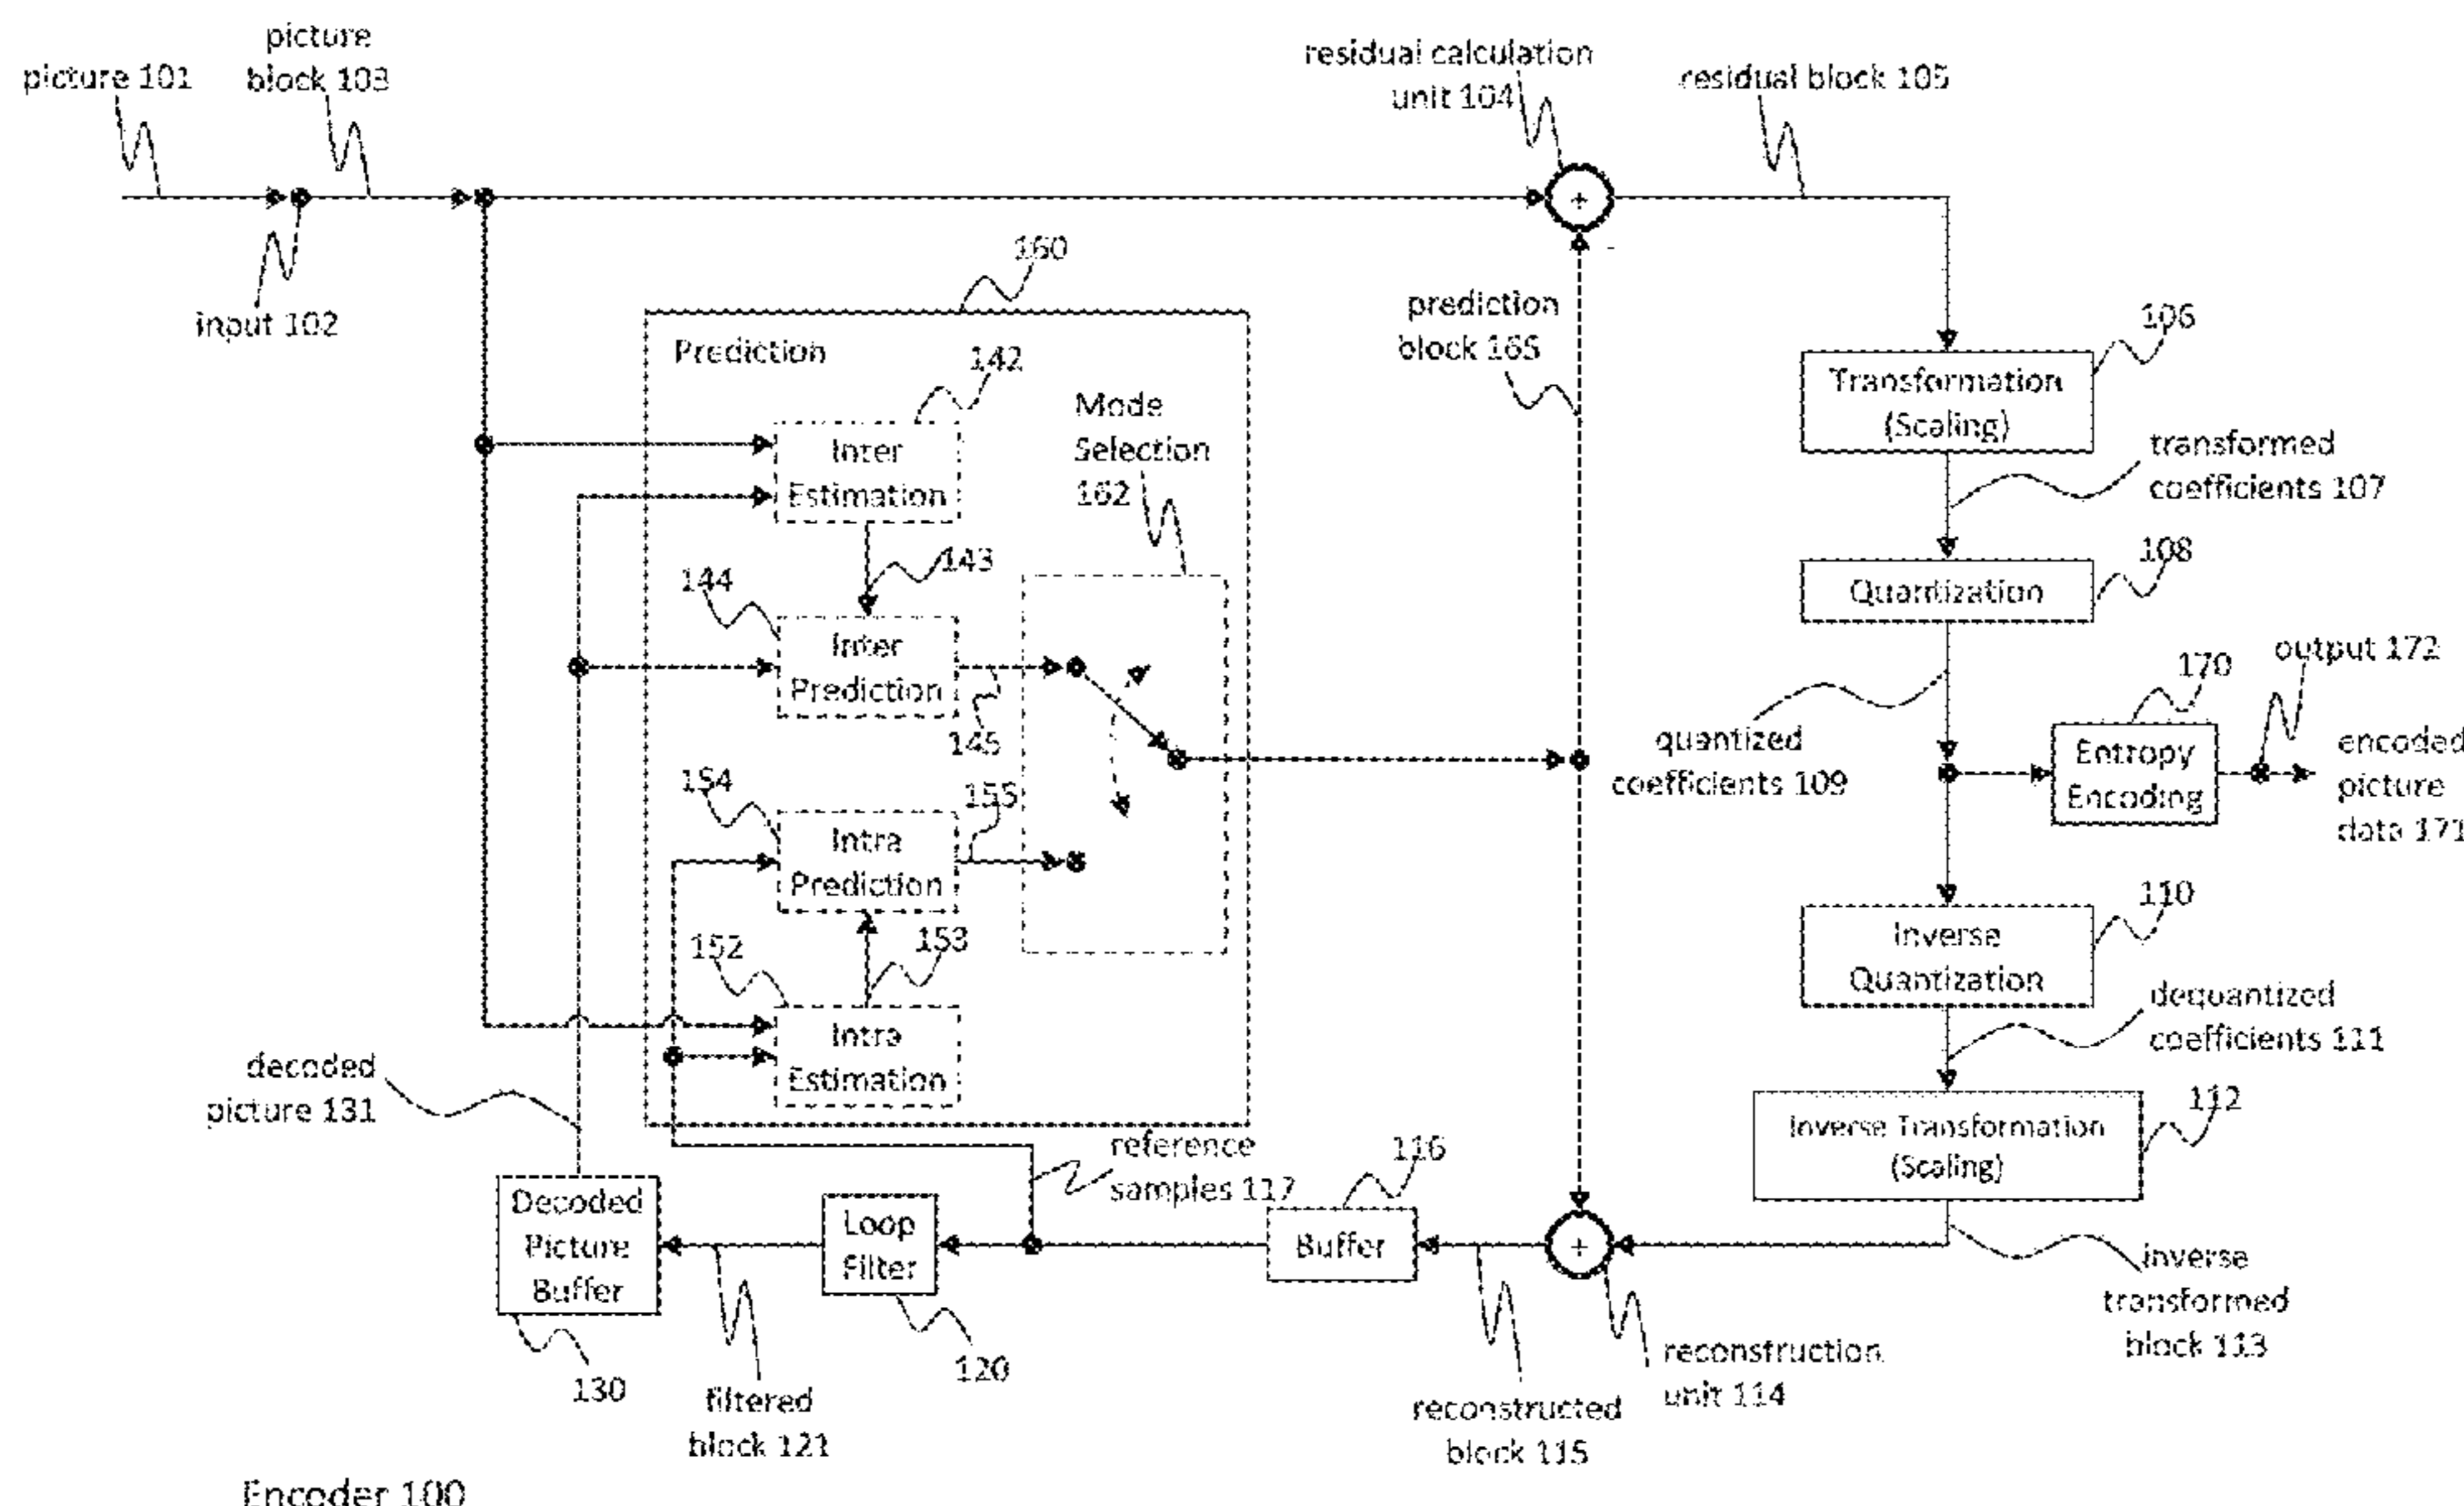 picture 101
picture
block 103
input 102
residual calculation
unit 104
residual block 105
160
Prediction
142
Inter
Estimation
Mode
Selection
162
143
144
Inter
Prediction
145
154
155
Intra
Prediction
152
153
Intra
Estimation
prediction
block 165
106
Transformation
(Scaling)
transformed
coefficients 107
108
Quantization
quantized
coefficients 109
170
output 172
Entropy
Encoding
encoded
picture
data 171
110
Inverse
Quantization
dequantized
coefficients 111
112
Inverse Transformation
(Scaling)
inverse
transformed
block 113
decoded
picture 131
Decoded
Picture
Buffer
130
filtered
block 121
Loop
Filter
120
reference
samples 117
116
Buffer
reconstructed
block 115
+
+
-
reconstruction
unit 114
Encoder 100